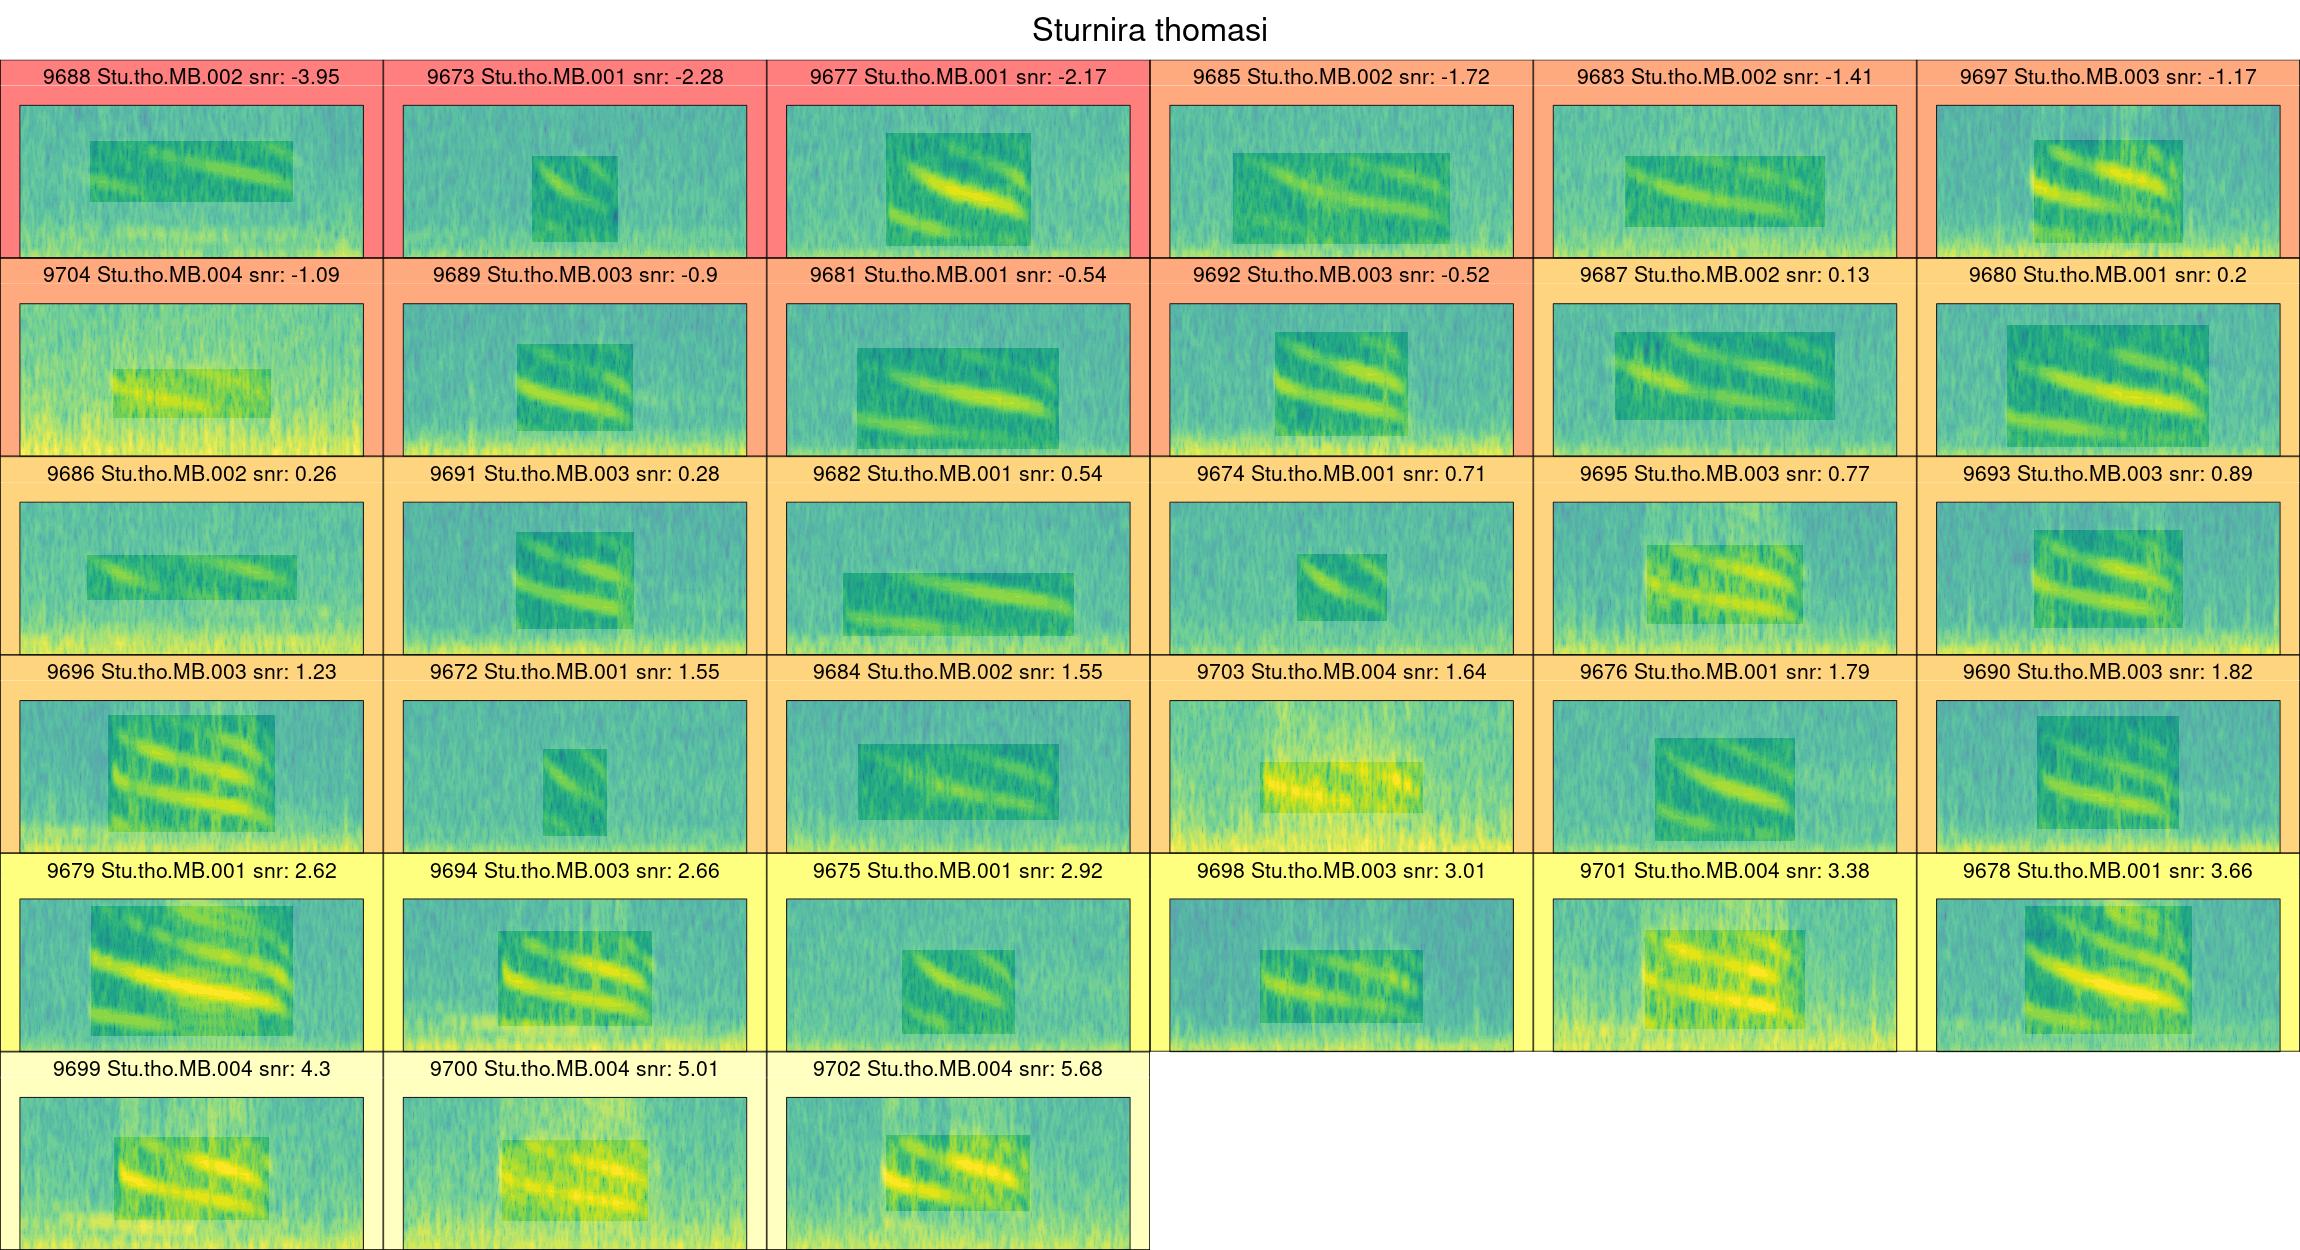 Sturnira thomasi
9688 Stu.tho.MB.002 snr: -3.95
9673 Stu.tho.MB.001 snr: -2.28
9677 Stu.tho.MB.001 snr: -2.17
9685 Stu.tho.MB.002 snr: -1.72
9683 Stu.tho.MB.002 snr: -1.41
9697 Stu.tho.MB.003 snr: -1.17
9704 Stu.tho.MB.004 snr: -1.09
9689 Stu.tho.MB.003 snr: -0.9
9681 Stu.tho.MB.001 snr: -0.54
9692 Stu.tho.MB.003 snr: -0.52
9687 Stu.tho.MB.002 snr: 0.13
9680 Stu.tho.MB.001 snr: 0.2
9686 Stu.tho.MB.002 snr: 0.26
9691 Stu.tho.MB.003 snr: 0.28
9682 Stu.tho.MB.001 snr: 0.54
9674 Stu.tho.MB.001 snr: 0.71
9695 Stu.tho.MB.003 snr: 0.77
9693 Stu.tho.MB.003 snr: 0.89
9696 Stu.tho.MB.003 snr: 1.23
9672 Stu.tho.MB.001 snr: 1.55
9684 Stu.tho.MB.002 snr: 1.55
9703 Stu.tho.MB.004 snr: 1.64
9676 Stu.tho.MB.001 snr: 1.79
9690 Stu.tho.MB.003 snr: 1.82
9679 Stu.tho.MB.001 snr: 2.62
9694 Stu.tho.MB.003 snr: 2.66
9675 Stu.tho.MB.001 snr: 2.92
9698 Stu.tho.MB.003 snr: 3.01
9701 Stu.tho.MB.004 snr: 3.38
9678 Stu.tho.MB.001 snr: 3.66
9699 Stu.tho.MB.004 snr: 4.3
9700 Stu.tho.MB.004 snr: 5.01
9702 Stu.tho.MB.004 snr: 5.68